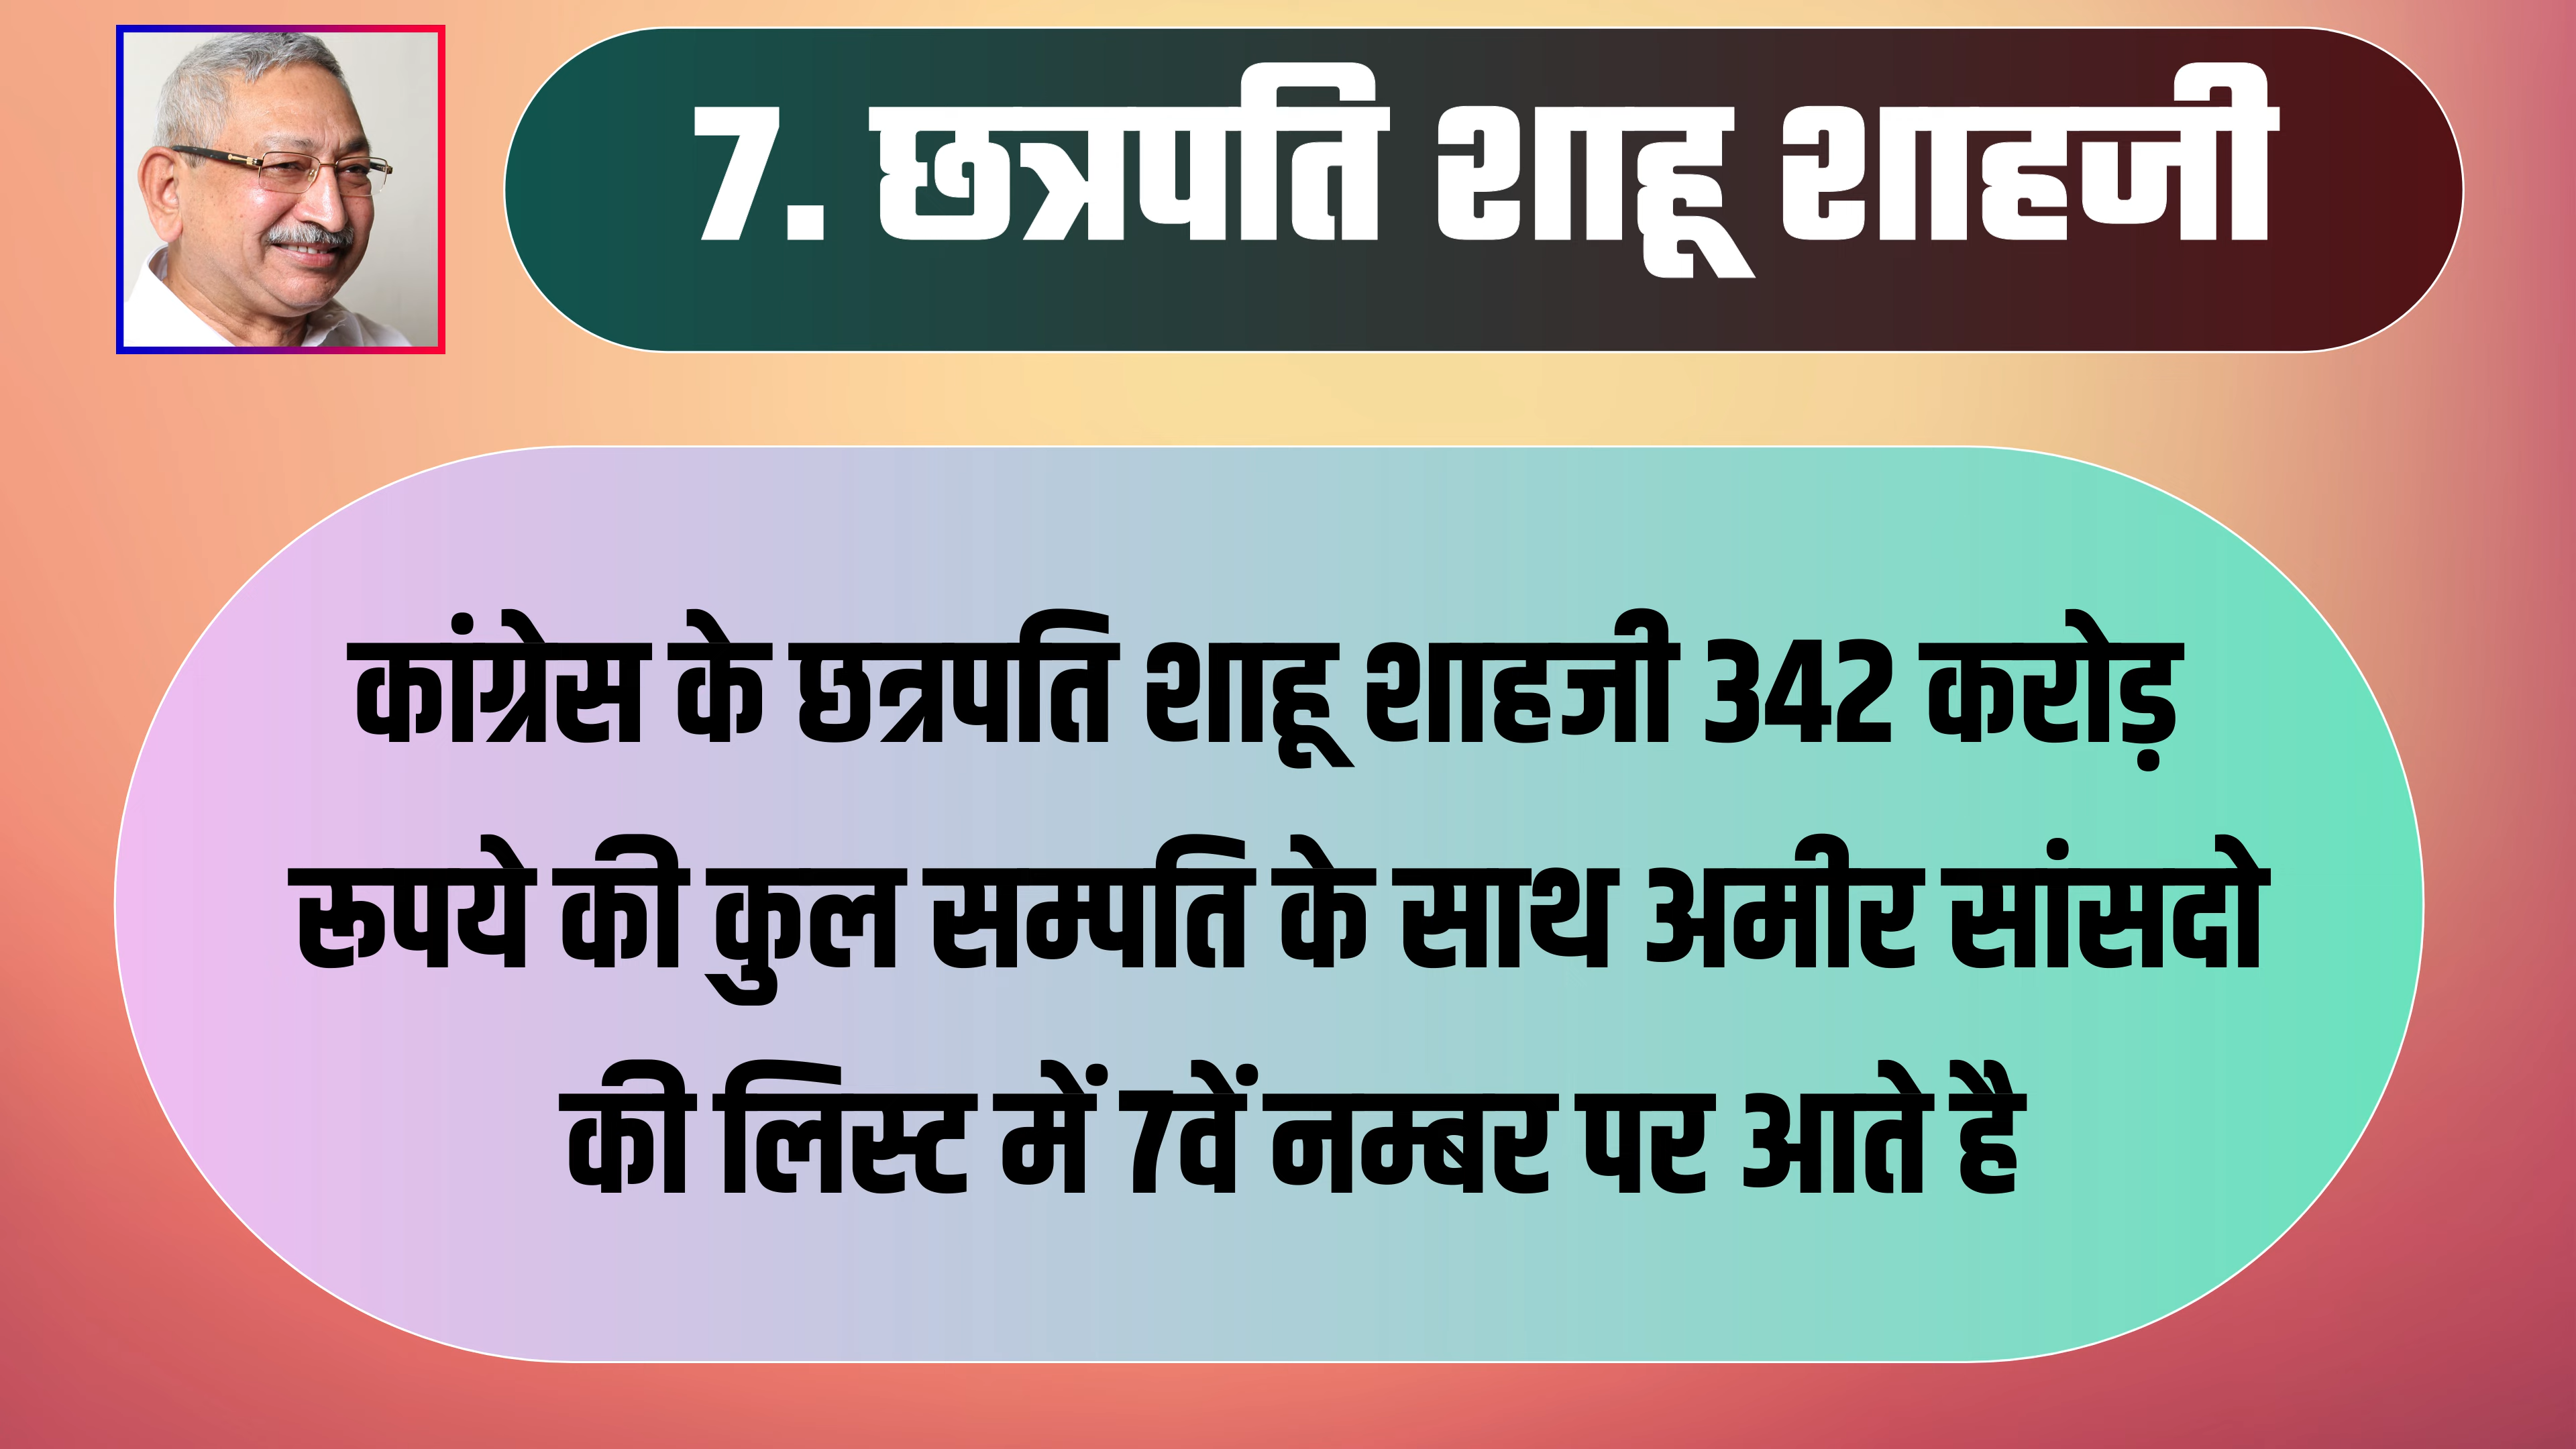 7. छत्रपति शाहू शाहजी
कांग्रेस के छत्रपति शाहू शाहजी 342 करोड़
रूपये की कुल सम्पति के साथ अमीर सांसदो
की लिस्ट में 7वें नम्बर पर आते है